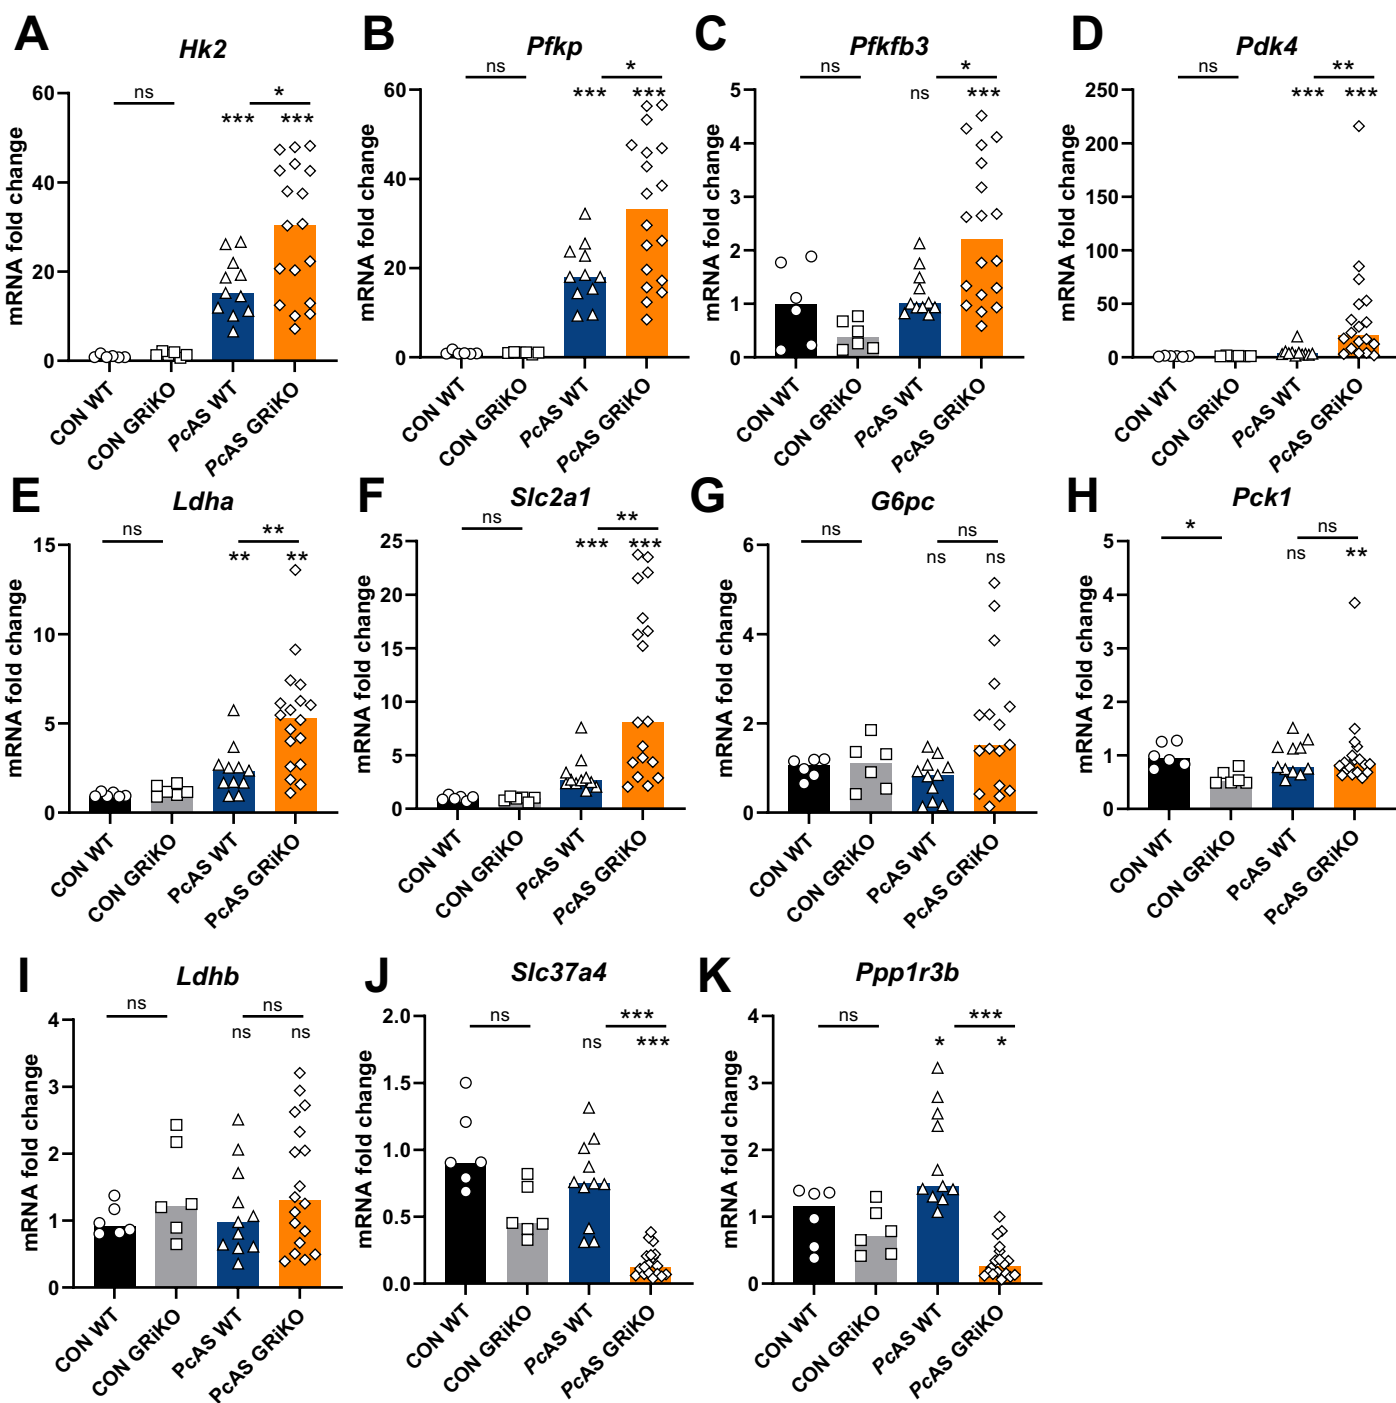 A
Hk2
mRNA fold change
60
40
20
0
ns
*
***
***
CON WT
CON GRiKO
PcAS WT
PcAS GRiKO
B
Pfkp
mRNA fold change
60
40
20
0
ns
*
***
***
CON WT
CON GRiKO
PcAS WT
PcAS GRiKO
C
Pfkfb3
mRNA fold change
5
4
3
2
1
0
ns
*
ns
***
CON WT
CON GRiKO
PcAS WT
PcAS GRiKO
D
Pdk4
mRNA fold change
250
200
150
100
50
0
ns
**
***
***
CON WT
CON GRiKO
PcAS WT
PcAS GRiKO
E
Ldha
mRNA fold change
15
10
5
0
ns
**
**
**
CON WT
CON GRiKO
PcAS WT
PcAS GRiKO
F
Slc2a1
mRNA fold change
25
20
15
10
5
0
ns
**
***
***
CON WT
CON GRiKO
PcAS WT
PcAS GRiKO
G
G6pc
mRNA fold change
6
4
2
0
ns
ns
ns
ns
CON WT
CON GRiKO
PcAS WT
PcAS GRiKO
H
Pck1
mRNA fold change
5
4
3
2
1
0
*
ns
ns
**
CON WT
CON GRiKO
PcAS WT
PcAS GRiKO
I
Ldhb
mRNA fold change
4
3
2
1
0
ns
ns
ns
ns
CON WT
CON GRiKO
PcAS WT
PcAS GRiKO
J
Slc37a4
mRNA fold change
2.0
1.5
1.0
0.5
0.0
ns
***
ns
***
CON WT
CON GRiKO
PcAS WT
PcAS GRiKO
K
Ppp1r3b
mRNA fold change
4
3
2
1
0
ns
***
*
*
CON WT
CON GRiKO
PcAS WT
PcAS GRiKO